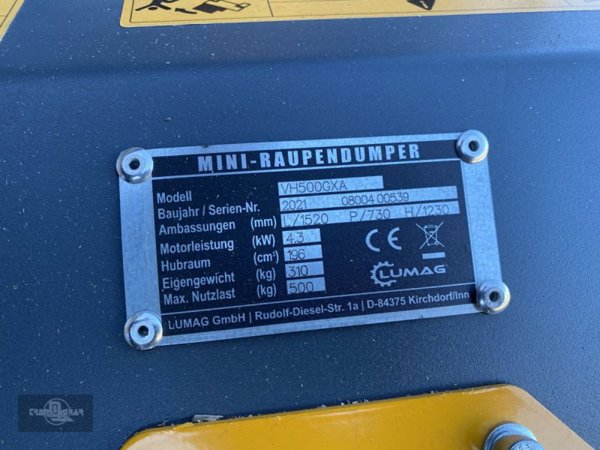 MINI-RAUPENDUMPER
Modell VH500GXA
Baujahr / Serien-Nr. 2021 0800400539
Ambassungen (mm) L/1520 P/730 H/1230
Motorleistung (kW) 4.3
Hubraum (cm³) 196
Eigengewicht (kg) 310
Max. Nutzlast (kg) 500
CE
LUMAG
LUMAG GmbH | Rudolf-Diesel-Str. 1a | D-84375 Kirchdorf/Inn